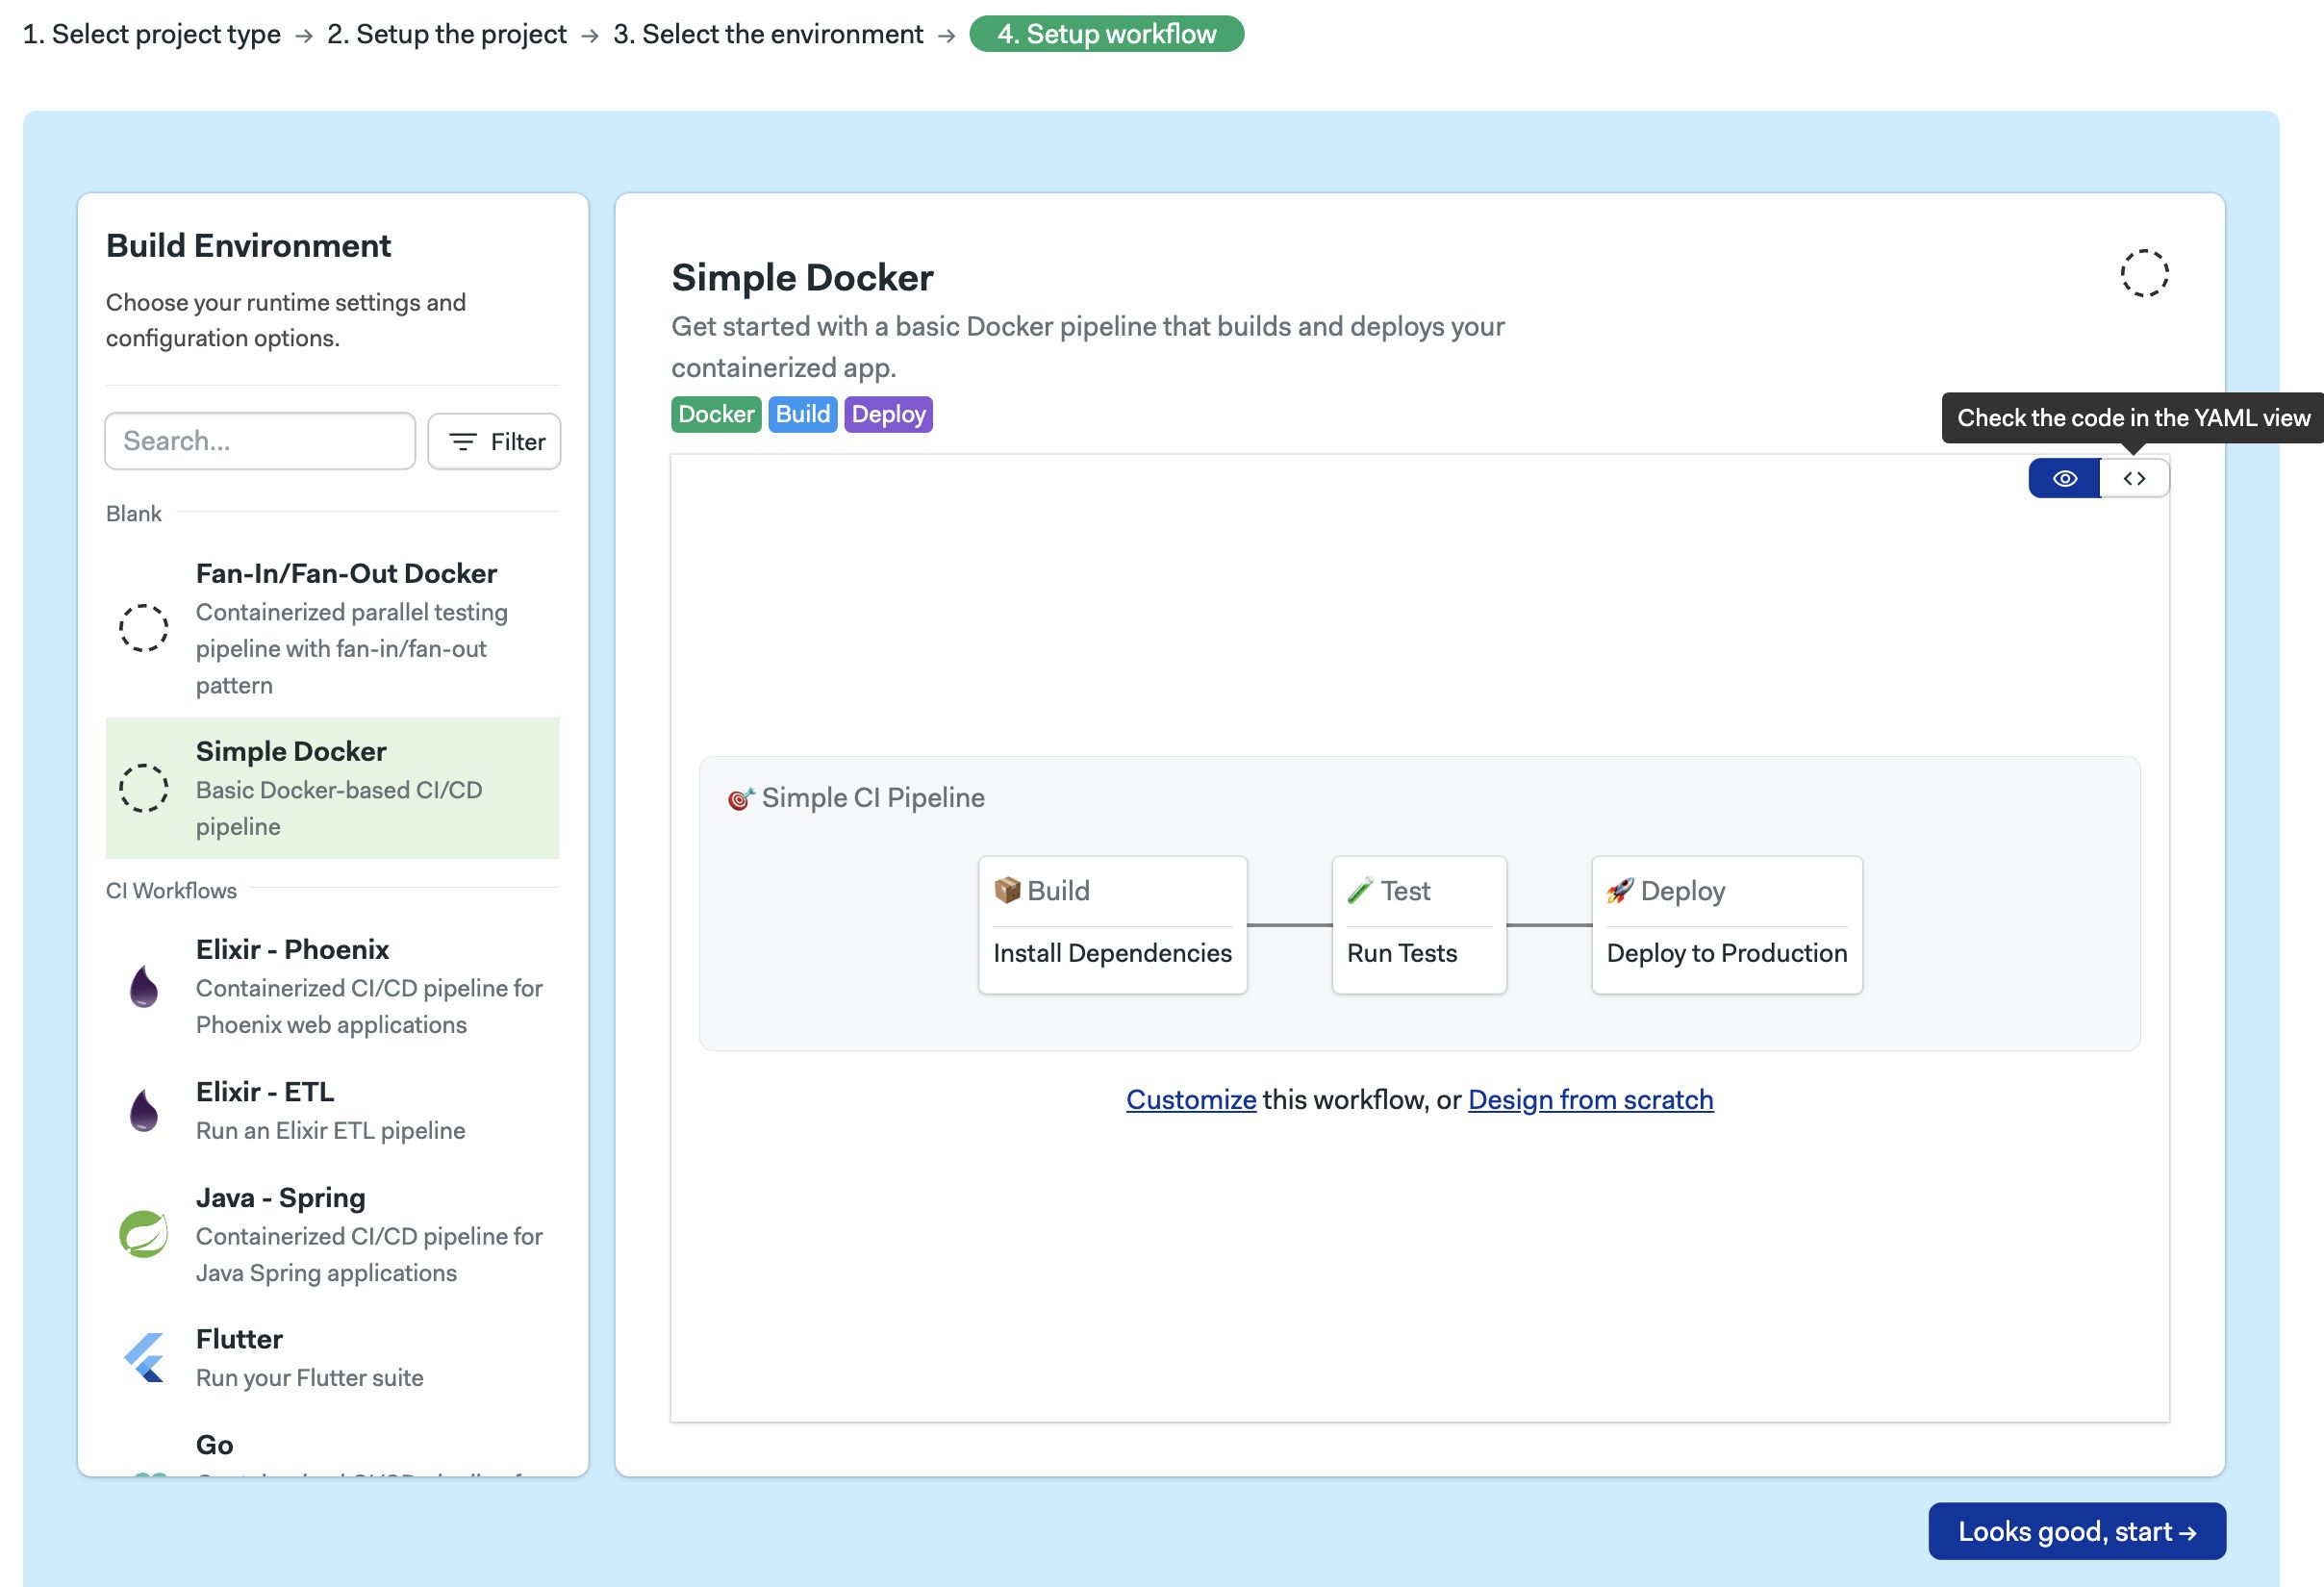 1. Select project type → 2. Setup the project → 3. Select the environment → 4. Setup workflow
Build Environment
Choose your runtime settings and
configuration options.
Search...
Filter
Blank
Fan-In/Fan-Out Docker
Containerized parallel testing
pipeline with fan-in/fan-out
pattern
Simple Docker
Basic Docker-based CI/CD
pipeline
CI Workflows
Elixir - Phoenix
Containerized CI/CD pipeline for
Phoenix web applications
Elixir - ETL
Run an Elixir ETL pipeline
Java - Spring
Containerized CI/CD pipeline for
Java Spring applications
Flutter
Run your Flutter suite
Go
Simple Docker
Get started with a basic Docker pipeline that builds and deploys your
containerized app.
Docker Build Deploy
Check the code in the YAML view
🎯 Simple CI Pipeline
📦 Build
Install Dependencies
🧪 Test
Run Tests
🚀 Deploy
Deploy to Production
Customize this workflow, or Design from scratch
Looks good, start →